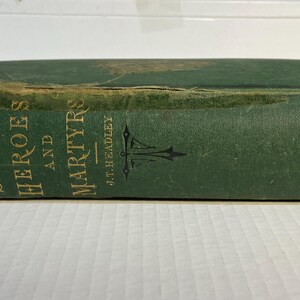 HEROES
AND
MARTYRS
J.T. HEADLEY